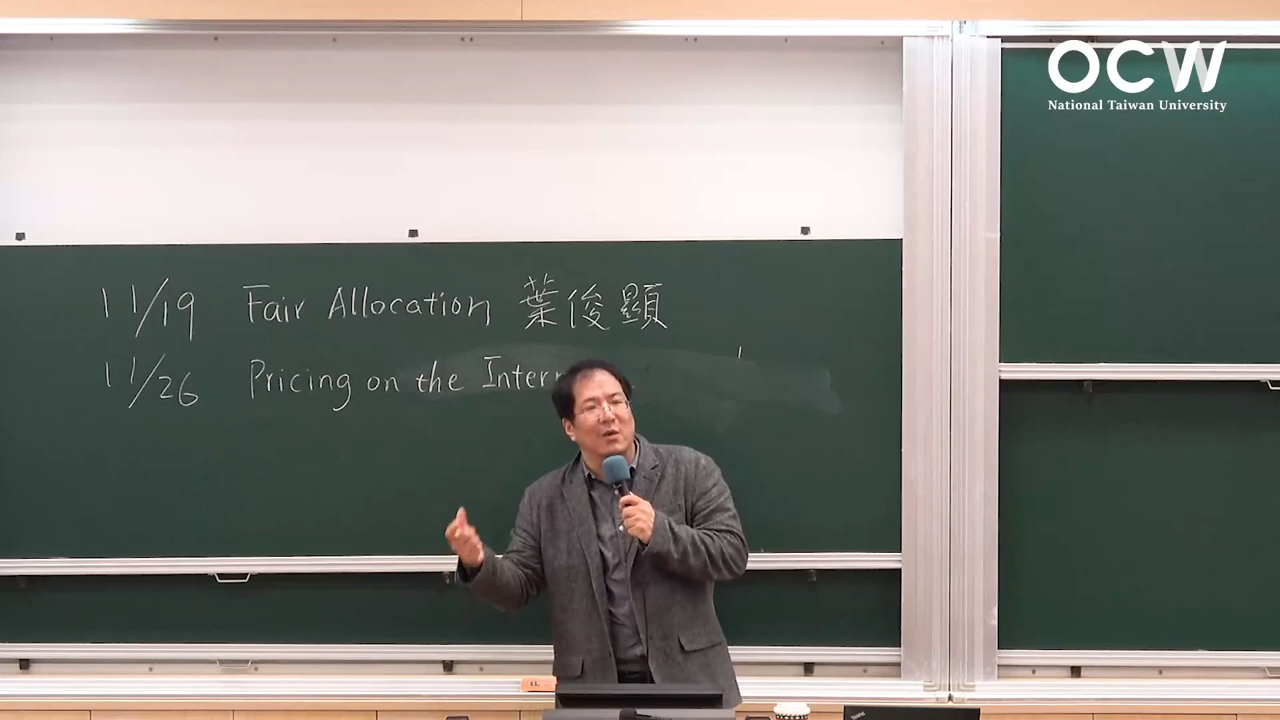 OCW
National Taiwan University
11/19 Fair Allocation 葉俊顯
11/26 Pricing on the Inter